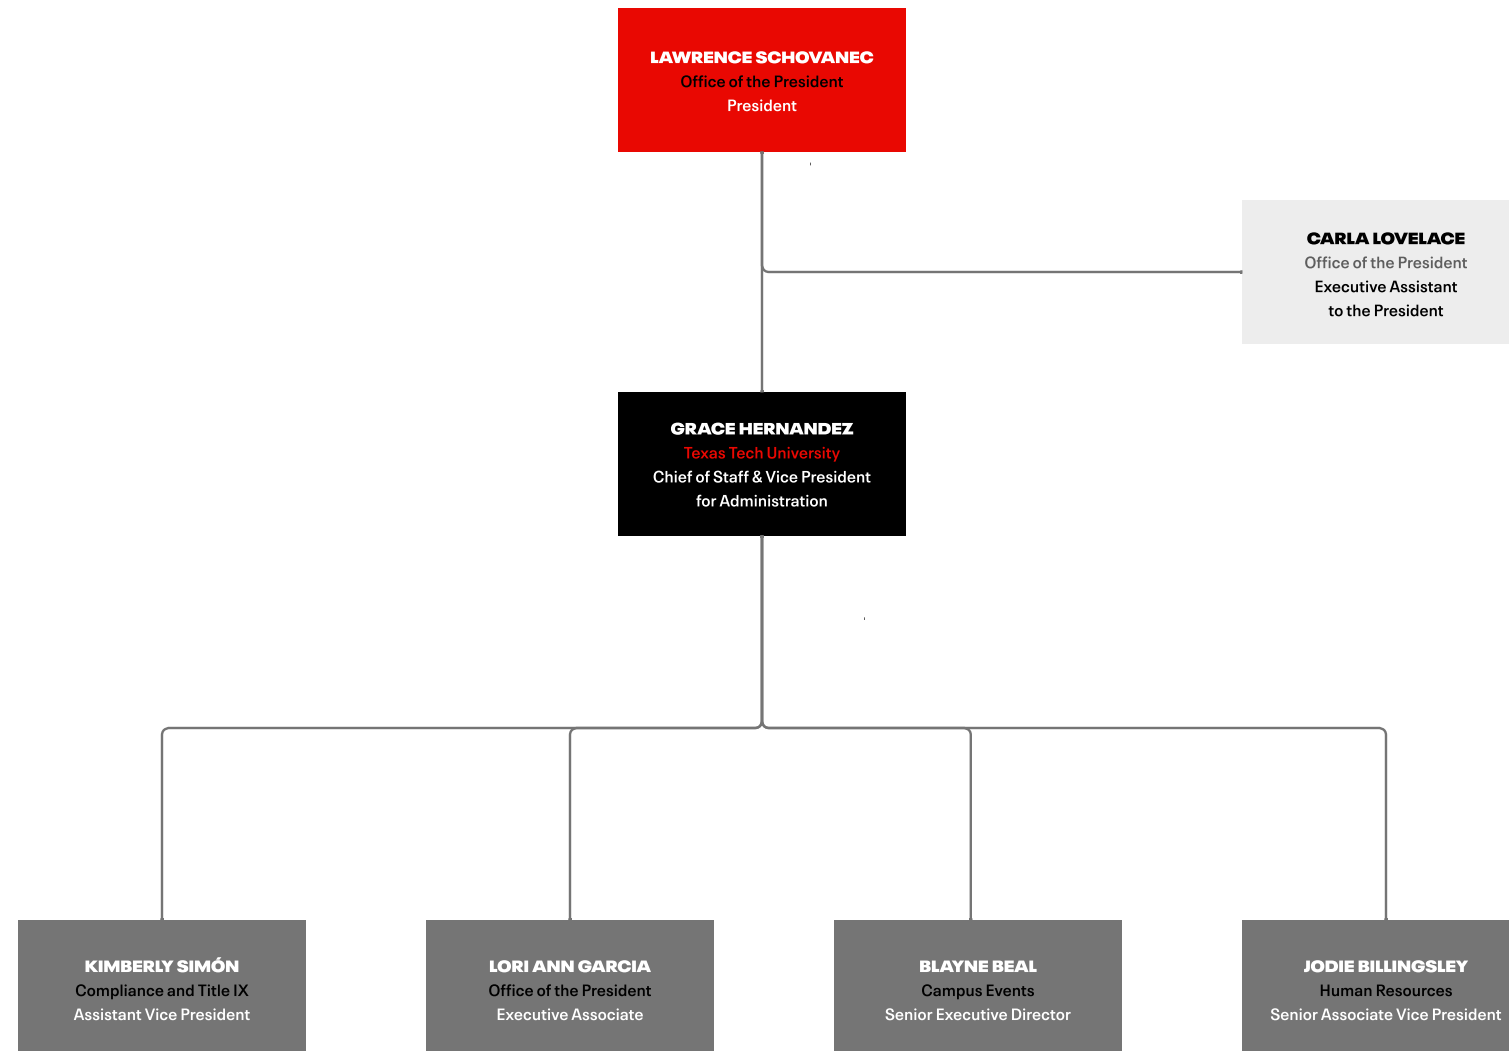 LAWRENCE SCHOVANEC
Office of the President
President
CARLA LOVELACE
Office of the President
Executive Assistant
to the President
GRACE HERNANDEZ
Texas Tech University
Chief of Staff & Vice President
for Administration
KIMBERLY SIMÓN
Compliance and Title IX
Assistant Vice President
LORI ANN GARCIA
Office of the President
Executive Associate
BLAYNE BEAL
Campus Events
Senior Executive Director
JODIE BILLINGSLEY
Human Resources
Senior Associate Vice President